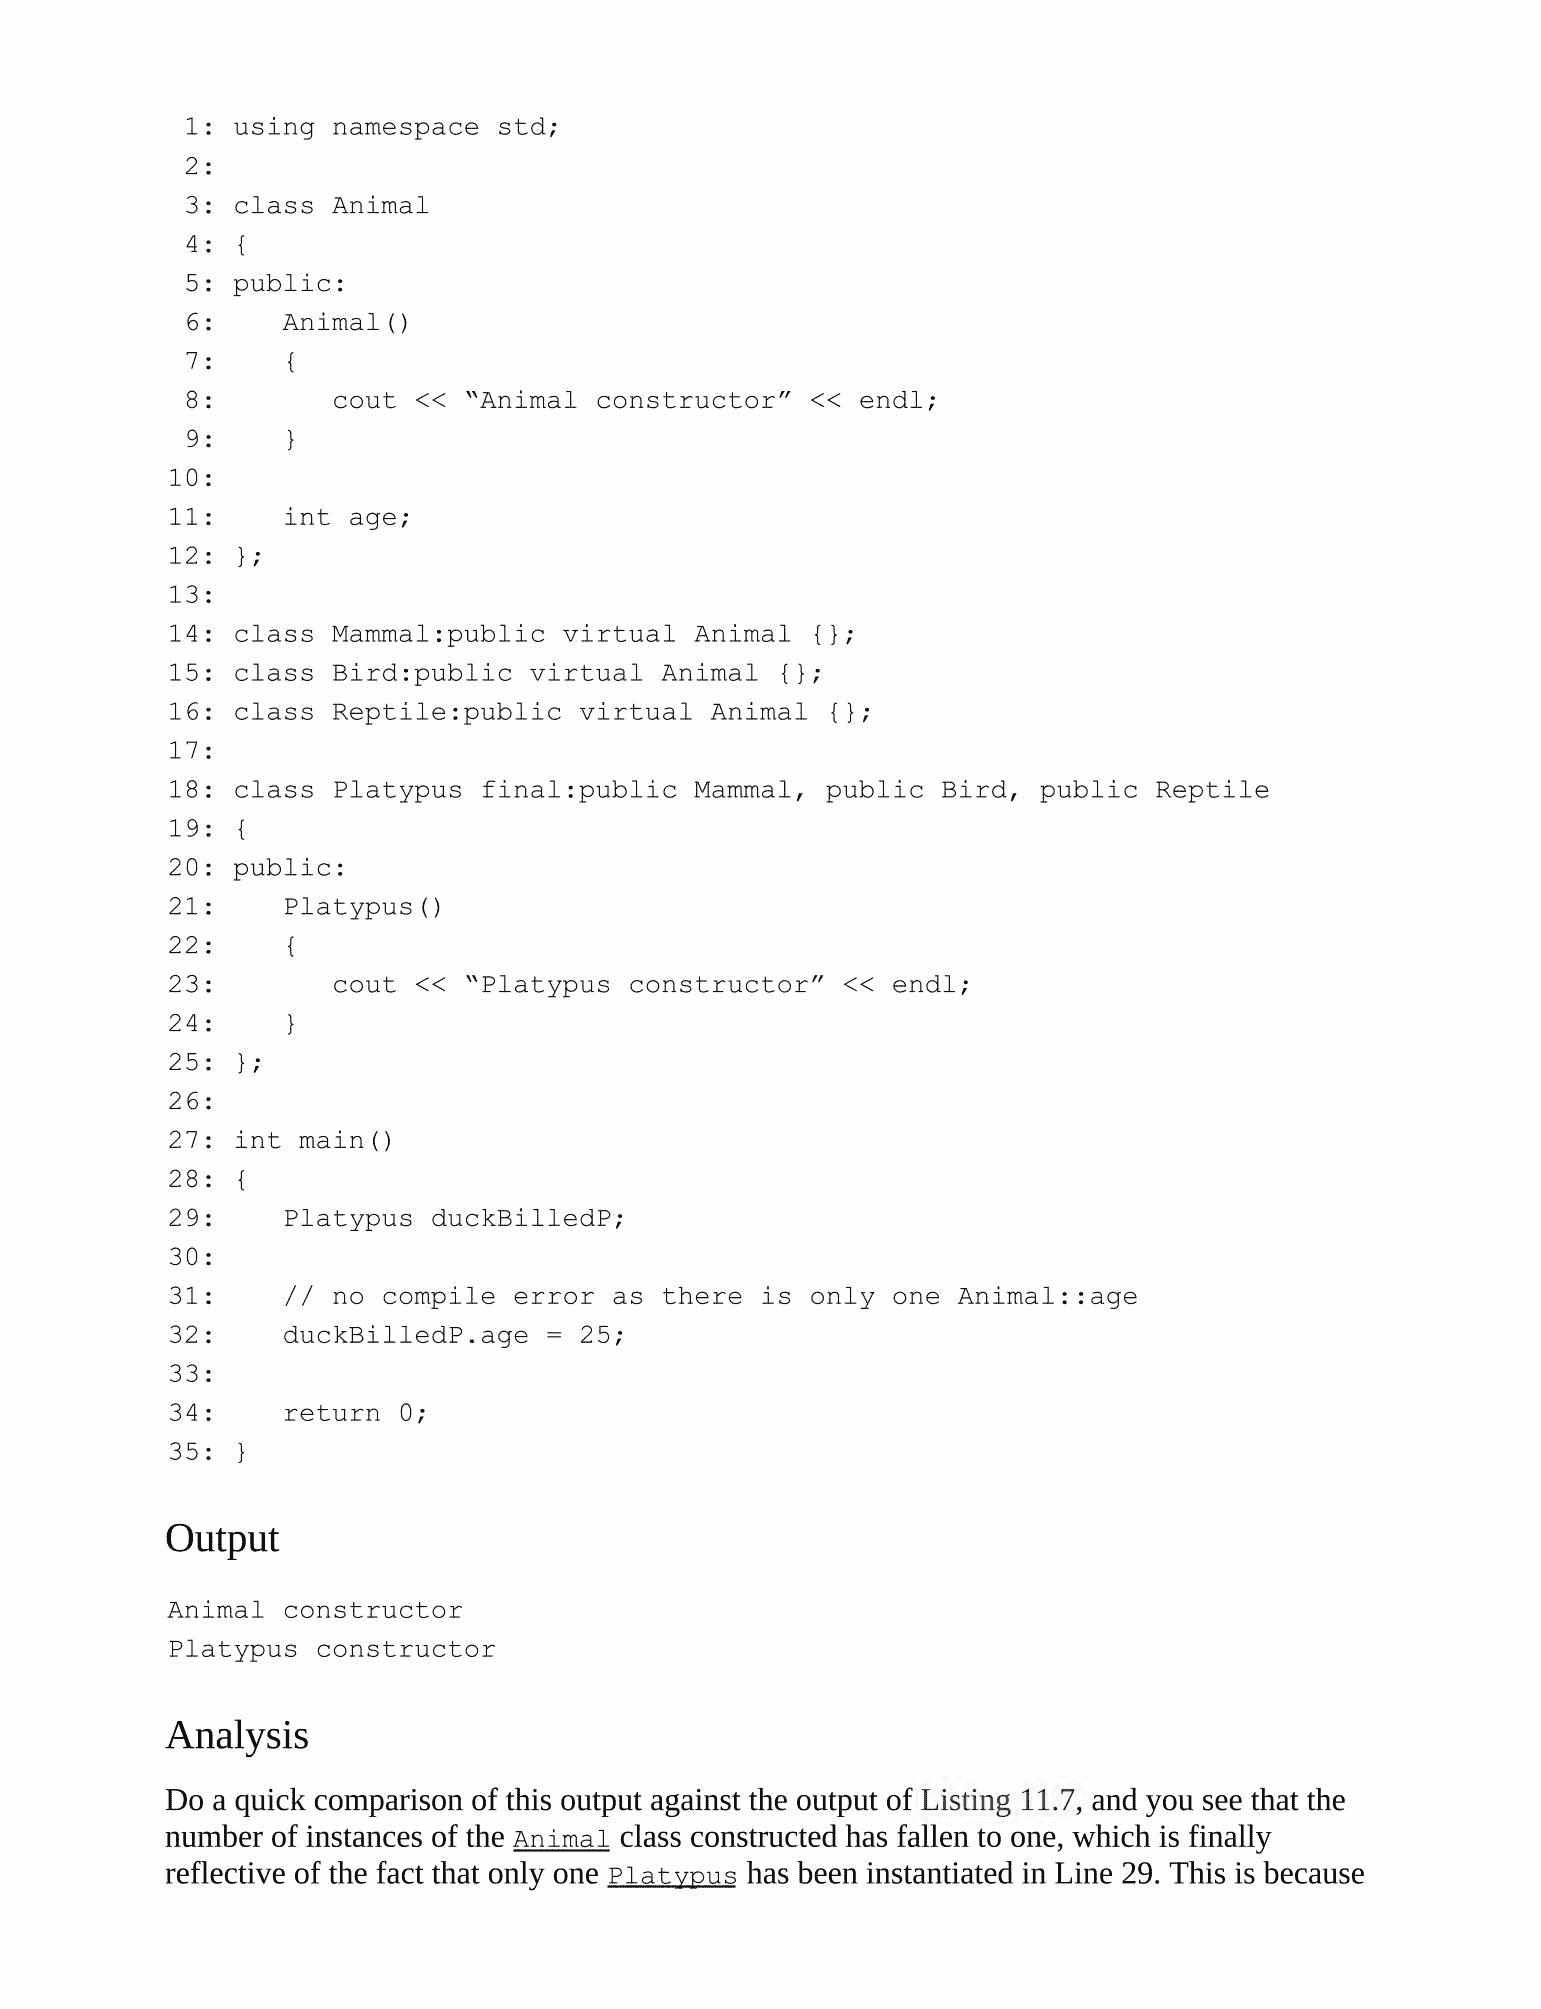 1: using namespace std;
2:
3: class Animal
4: {
5: public:
6:    Animal()
7:    {
8:       cout << “Animal constructor” << endl;
9:    }
10:
11:    int age;
12: };
13:
14: class Mammal:public virtual Animal {};
15: class Bird:public virtual Animal {};
16: class Reptile:public virtual Animal {};
17:
18: class Platypus final:public Mammal, public Bird, public Reptile
19: {
20: public:
21:    Platypus()
22:    {
23:       cout << “Platypus constructor” << endl;
24:    }
25: };
26:
27: int main()
28: {
29:    Platypus duckBilledP;
30:
31:    // no compile error as there is only one Animal::age
32:    duckBilledP.age = 25;
33:
34:    return 0;
35: }
Output
Animal constructor
Platypus constructor
Analysis
Do a quick comparison of this output against the output of Listing 11.7, and you see that the
number of instances of the Animal class constructed has fallen to one, which is finally
reflective of the fact that only one Platypus has been instantiated in Line 29. This is because